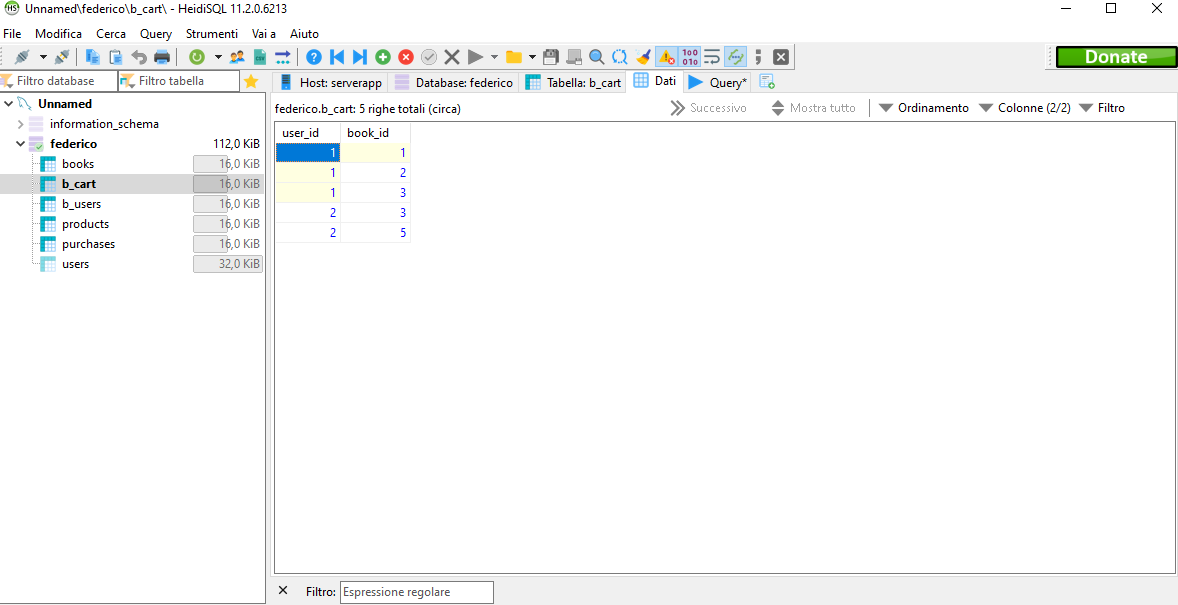 Unnamed\federico\b_cart\ - HeidiSQL 11.2.0.6213
File Modifica Cerca Query Strumenti Vai a Aiuto
Donate
Filtro database Filtro tabella
Host: serverapp Database: federico Tabella: b_cart Dati Query*
Unnamed
information_schema
federico 112,0 KiB
books 16,0 KiB
b_cart 16,0 KiB
b_users 16,0 KiB
products 16,0 KiB
purchases 16,0 KiB
users 32,0 KiB
federico.b_cart: 5 righe totali (circa) Successivo Mostra tutto Ordinamento Colonne (2/2) Filtro
user_id book_id
1 1
1 2
1 3
2 3
2 5
Filtro: Espressione regolare